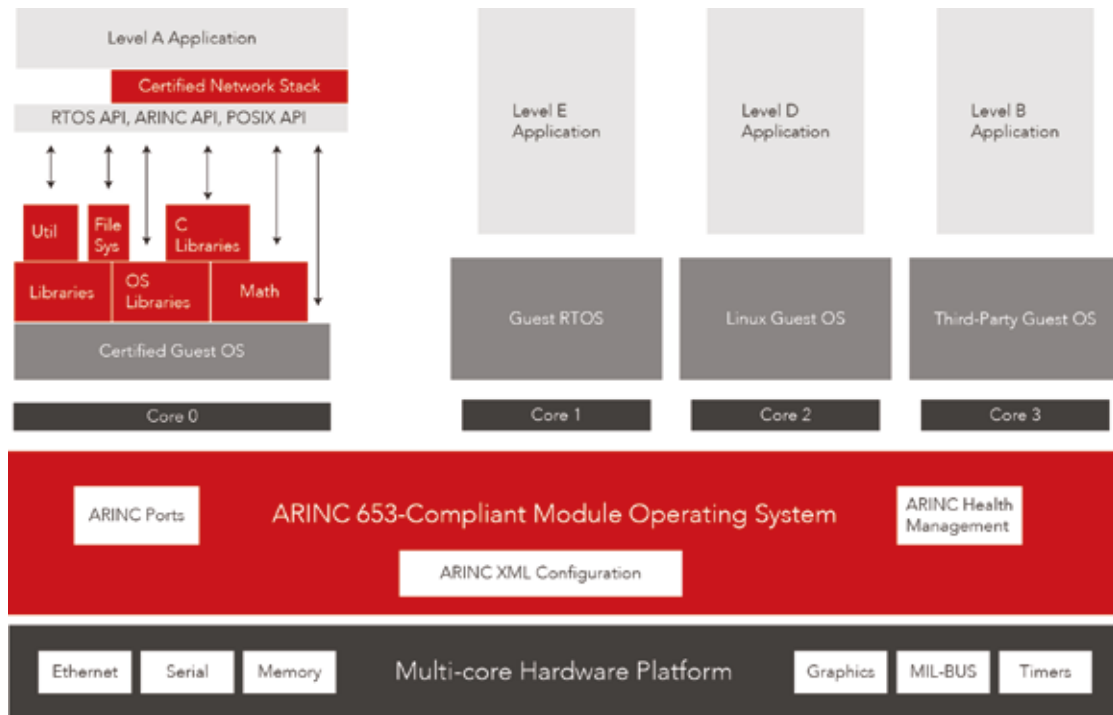 Level A Application
Certified Network Stack
RTOS API, ARINC API, POSIX API
Util
File
Sys
C
Libraries
Libraries
OS
Libraries
Math
Certified Guest OS
Core 0
Level E
Application
Guest RTOS
Core 1
Level D
Application
Linux Guest OS
Core 2
Level B
Application
Third-Party Guest OS
Core 3
ARINC Ports
ARINC 653-Compliant Module Operating System
ARINC Health
Management
ARINC XML Configuration
Ethernet
Serial
Memory
Multi-core Hardware Platform
Graphics
MIL-BUS
Timers